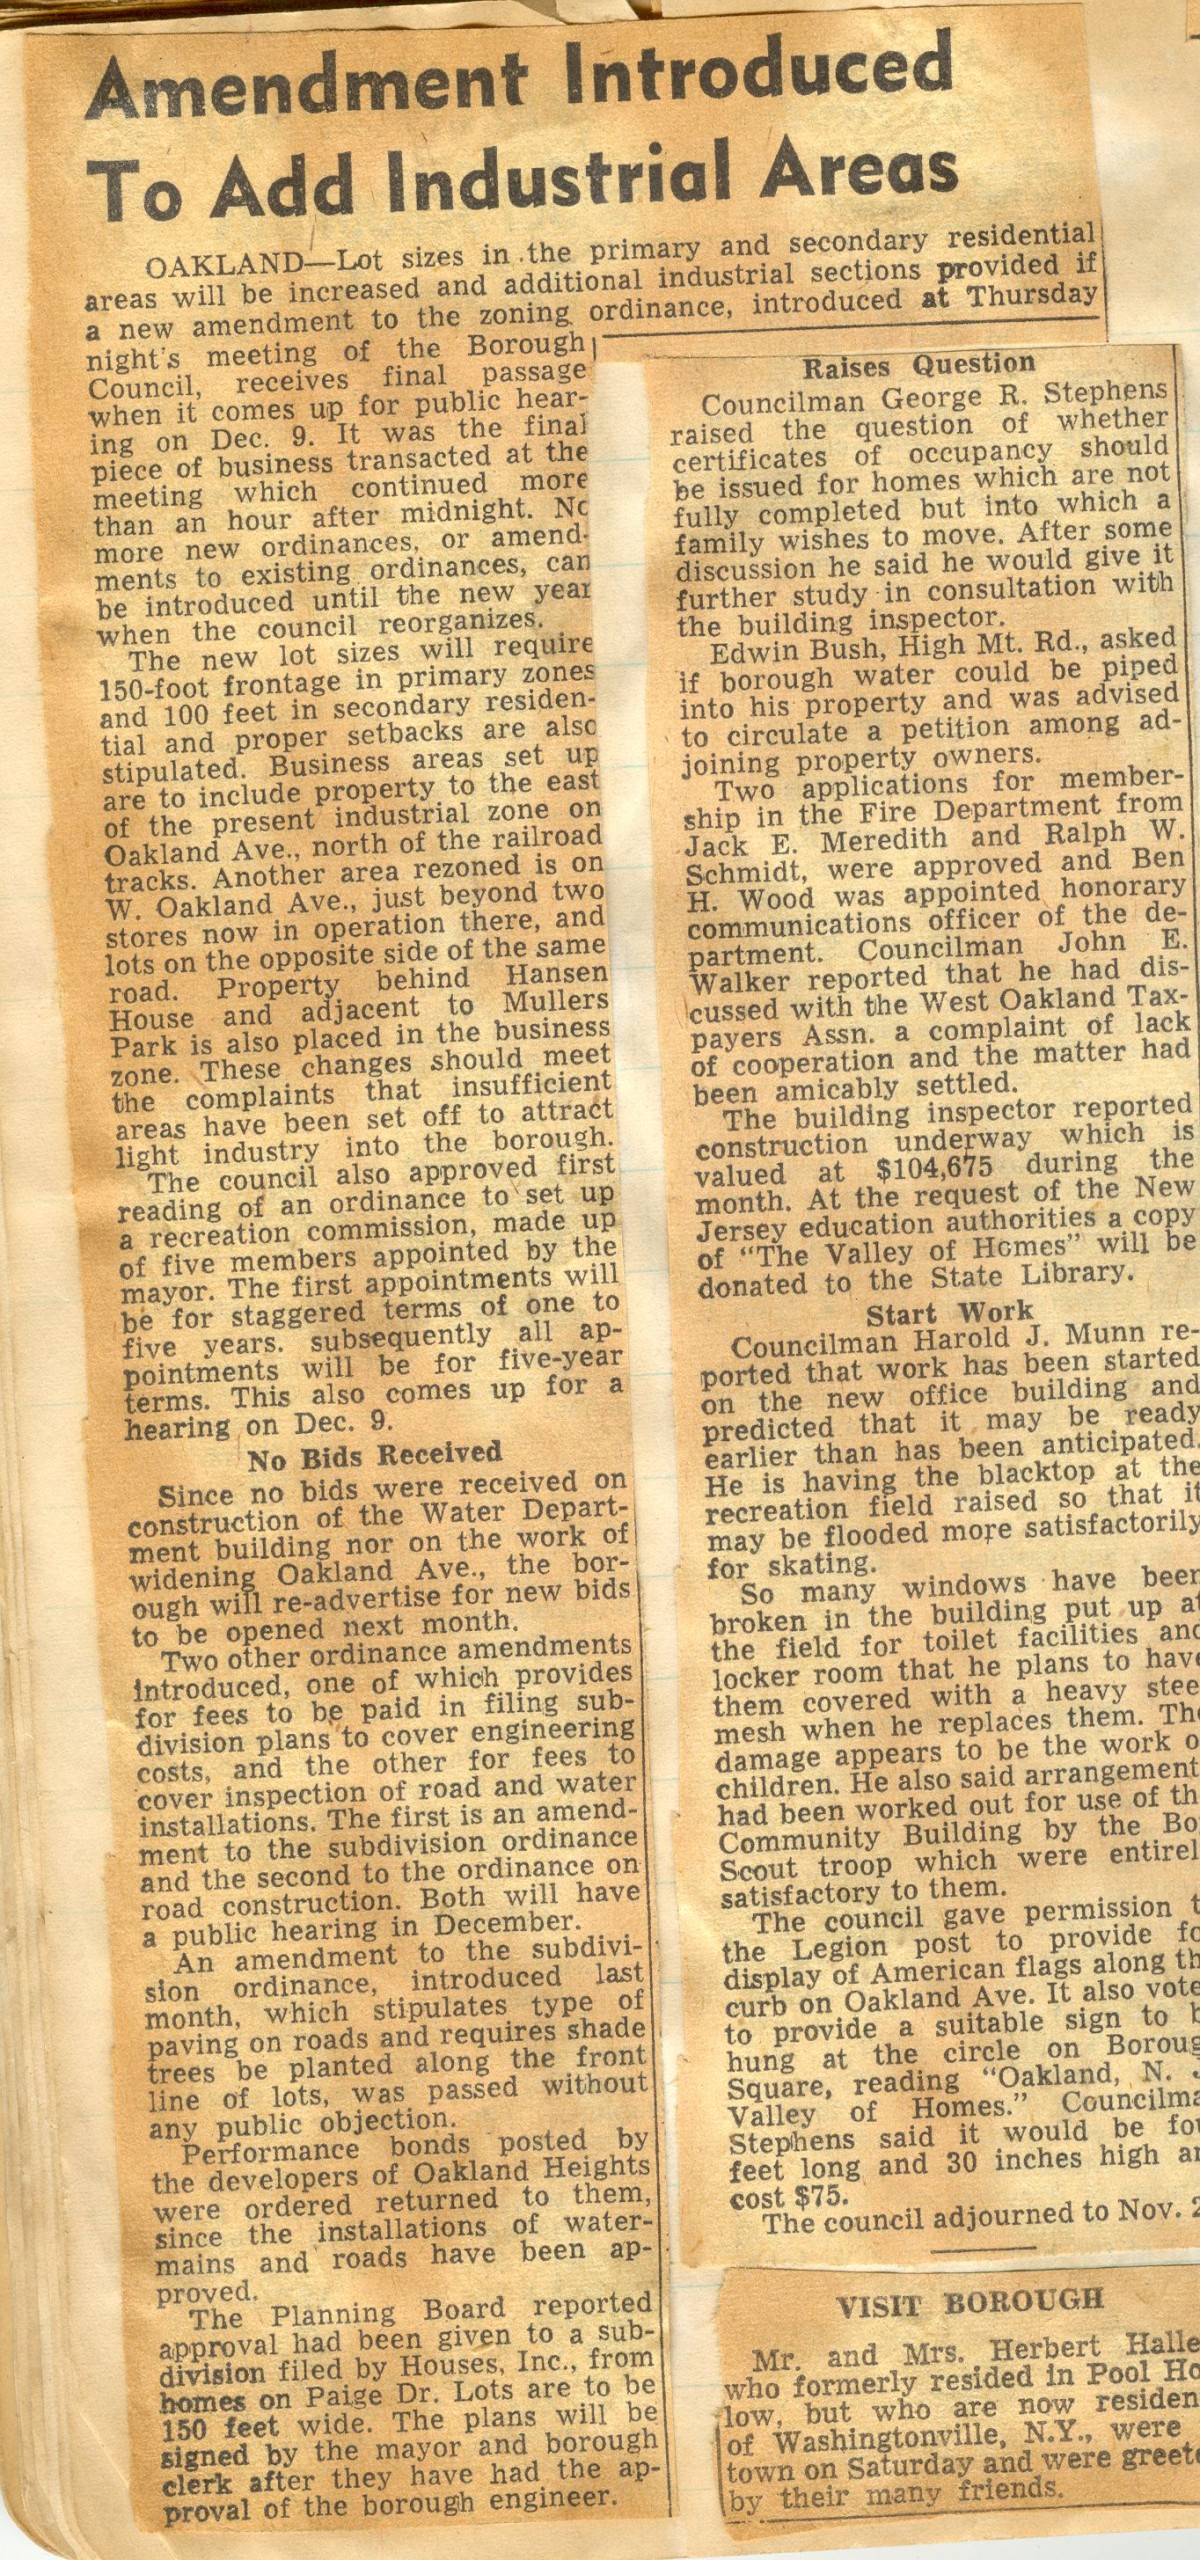 Amendment Introduced
To Add Industrial Areas
OAKLAND—Lot sizes in the primary and secondary residential
areas will be increased and additional industrial sections provided if
a new amendment to the zoning ordinance, introduced at Thursday
night's meeting of the Borough
Council, receives final passage
when it comes up for public hear-
ing on Dec. 9. It was the final
piece of business transacted at the
meeting which continued more
than an hour after midnight. No
more new ordinances, or amend-
ments to existing ordinances, can
be introduced until the new year
when the council reorganizes.
The new lot sizes will require
150-foot frontage in primary zones
and 100 feet in secondary residen-
tial and proper setbacks are also
stipulated. Business areas set up
are to include property to the east
of the present industrial zone on
Oakland Ave., north of the railroad
tracks. Another area rezoned is on
W. Oakland Ave., just beyond two
stores now in operation there, and
lots on the opposite side of the same
road. Property behind Hansen
House and adjacent to Mullers
Park is also placed in the business
zone. These changes should meet
the complaints that insufficient
areas have been set off to attract
light industry into the borough.
The council also approved first
reading of an ordinance to set up
a recreation commission, made up
of five members appointed by the
mayor. The first appointments will
be for staggered terms of one to
five years. subsequently all ap-
pointments will be for five-year
terms. This also comes up for a
hearing on Dec. 9.
No Bids Received
Since no bids were received on
construction of the Water Depart-
ment building nor on the work of
widening Oakland Ave., the bor-
ough will re-advertise for new bids
to be opened next month.
Two other ordinance amendments
introduced, one of which provides
for fees to be paid in filing sub-
division plans to cover engineering
costs, and the other for fees to
cover inspection of road and water
installations. The first is an amend-
ment to the subdivision ordinance
and the second to the ordinance on
road construction. Both will have
a public hearing in December.
An amendment to the subdivi-
sion ordinance, introduced last
month, which stipulates type of
paving on roads and requires shade
trees be planted along the front
line of lots, was passed without
any public objection.
Performance bonds posted by
the developers of Oakland Heights
were ordered returned to them,
since the installations of water-
mains and roads have been ap-
proved.
The Planning Board reported
approval had been given to a sub-
division filed by Houses, Inc., from
homes on Paige Dr. Lots are to be
150 feet wide. The plans will be
signed by the mayor and borough
clerk after they have had the ap-
proval of the borough engineer.
Raises Question
Councilman George R. Stephens
raised the question of whether
certificates of occupancy should
be issued for homes which are not
fully completed but into which a
family wishes to move. After some
discussion he said he would give it
further study in consultation with
the building inspector.
Edwin Bush, High Mt. Rd., asked
if borough water could be piped
into his property and was advised
to circulate a petition among ad-
joining property owners.
Two applications for member-
ship in the Fire Department from
Jack E. Meredith and Ralph W.
Schmidt, were approved and Ben
H. Wood was appointed honorary
communications officer of the de-
partment. Councilman John E.
Walker reported that he had dis-
cussed with the West Oakland Tax-
payers Assn. a complaint of lack
of cooperation and the matter had
been amicably settled.
The building inspector reported
construction underway which is
valued at $104,675 during the
month. At the request of the New
Jersey education authorities a copy
of "The Valley of Homes" will be
donated to the State Library.
Start Work
Councilman Harold J. Munn re-
ported that work has been started
on the new office building and
predicted that it may be ready
earlier than has been anticipated.
He is having the blacktop at the
recreation field raised so that it
may be flooded more satisfactorily
for skating.
So many windows have been
broken in the building put up at
the field for toilet facilities and
locker room that he plans to have
them covered with a heavy stee
mesh when he replaces them. The
damage appears to be the work o
children. He also said arrangement
had been worked out for use of th
Community Building by the Bo
Scout troop which were entirel
satisfactory to them.
The council gave permission t
the Legion post to provide fo
display of American flags along th
curb on Oakland Ave. It also vote
to provide a suitable sign to b
hung at the circle on Boroug
Square, reading "Oakland, N. J
Valley of Homes." Councilma
Stephens said it would be fou
feet long and 30 inches high an
cost $75.
The council adjourned to Nov. 2
VISIT BOROUGH
Mr. and Mrs. Herbert Halle
who formerly resided in Pool Ho
low, but who are now residen
of Washingtonville, N.Y., were
town on Saturday and were greete
by their many friends.